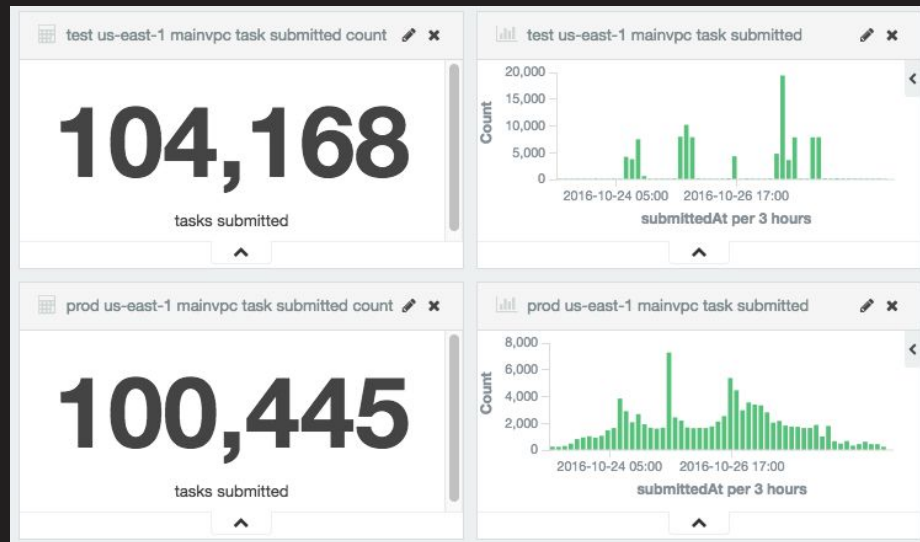 test us-east-1 mainvpc task submitted count
104,168
tasks submitted
test us-east-1 mainvpc task submitted
20,000
15,000
10,000
5,000
0
Count
2016-10-24 05:00 2016-10-26 17:00
submittedAt per 3 hours
prod us-east-1 mainvpc task submitted count
100,445
tasks submitted
prod us-east-1 mainvpc task submitted
8,000
6,000
4,000
2,000
0
Count
2016-10-24 05:00 2016-10-26 17:00
submittedAt per 3 hours